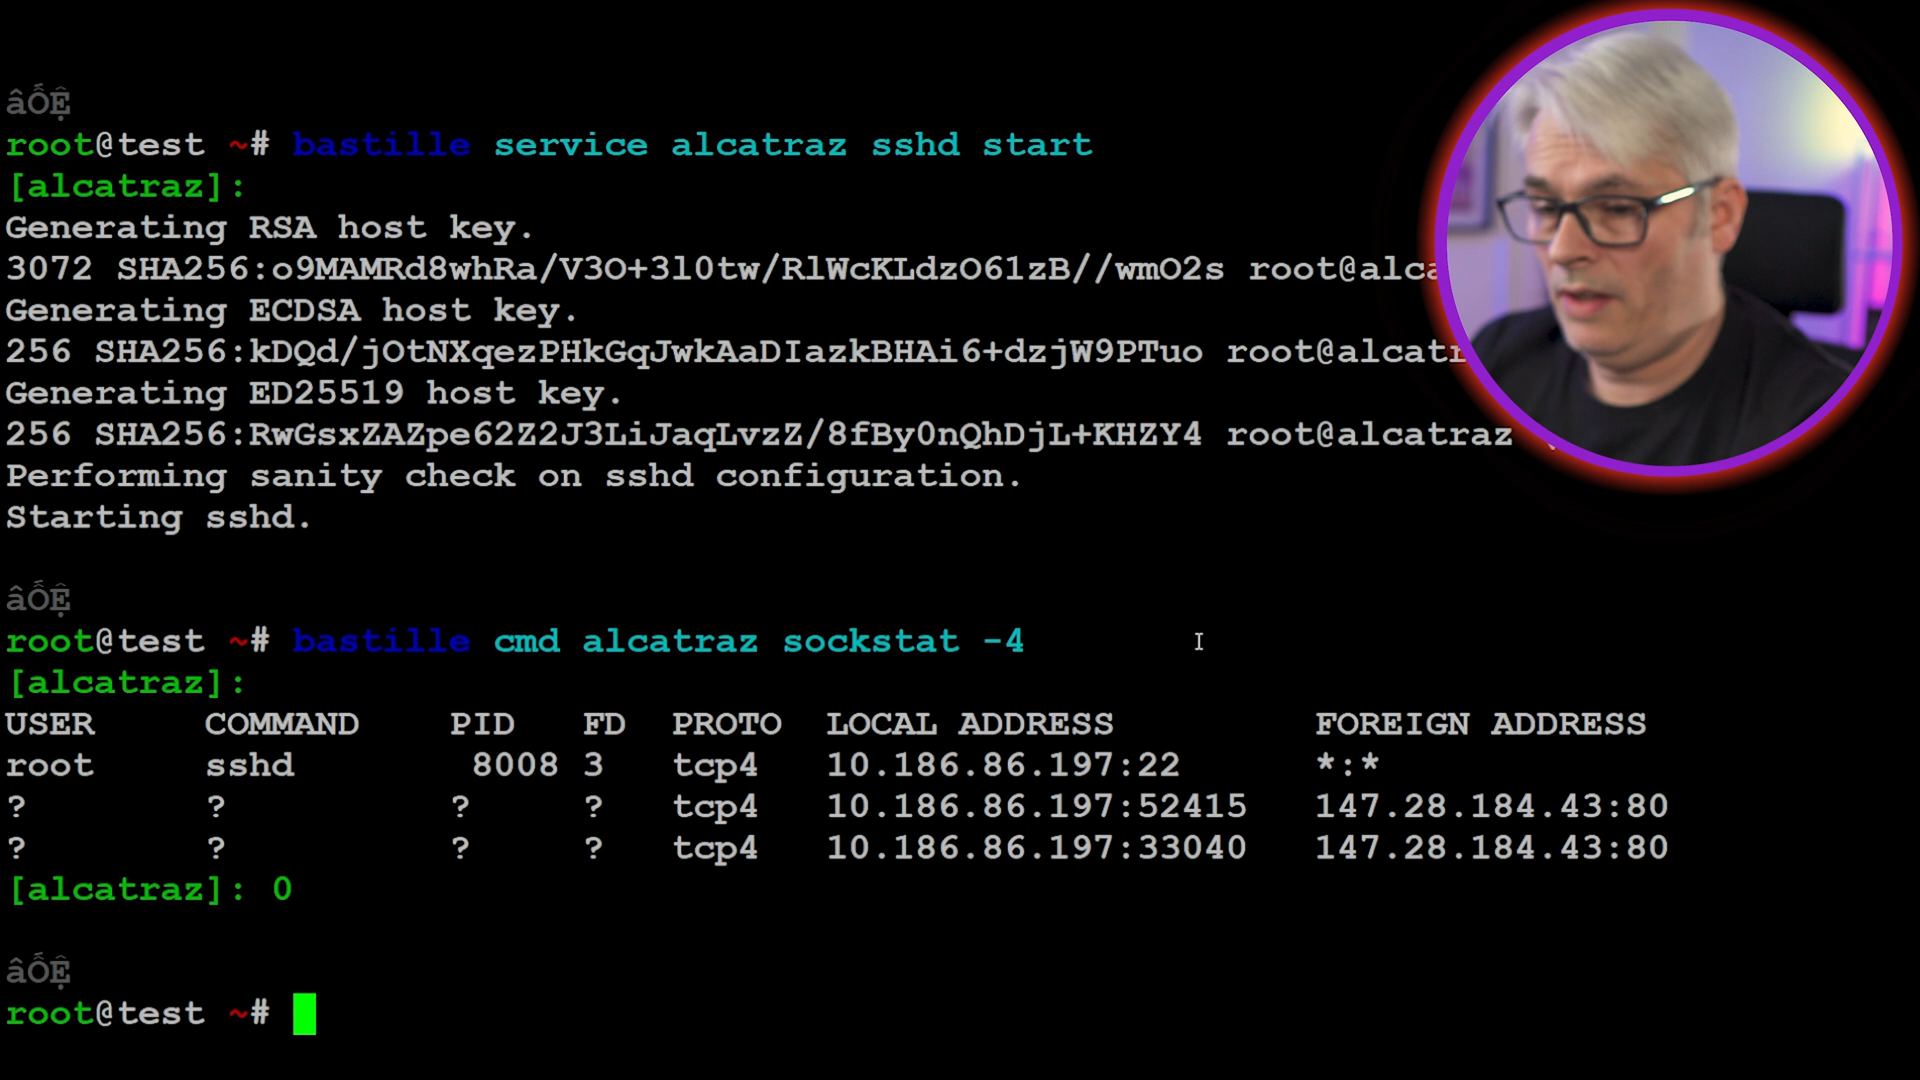 âỖỆ
root@test ~# bastille service alcatraz sshd start
[alcatraz]:
Generating RSA host key.
3072 SHA256:o9MAMRd8whRa/V3O+3l0tw/RlWcKLdzO61zB//wmO2s root@alca
Generating ECDSA host key.
256 SHA256:kDQd/jOtNXqezPHkGqJwkAaDIazkBHAi6+dzjW9PTuo root@alcatr
Generating ED25519 host key.
256 SHA256:RwGsxZAZpe62Z2J3LiJaqLvzZ/8fBy0nQhDjL+KHZY4 root@alcatraz
Performing sanity check on sshd configuration.
Starting sshd.
âỖỆ
root@test ~# bastille cmd alcatraz sockstat -4
[alcatraz]:
USER COMMAND PID FD PROTO LOCAL ADDRESS FOREIGN ADDRESS
root sshd 8008 3 tcp4 10.186.86.197:22 *:*
? ? ? ? tcp4 10.186.86.197:52415 147.28.184.43:80
? ? ? ? tcp4 10.186.86.197:33040 147.28.184.43:80
[alcatraz]: 0
âỖỆ
root@test ~#